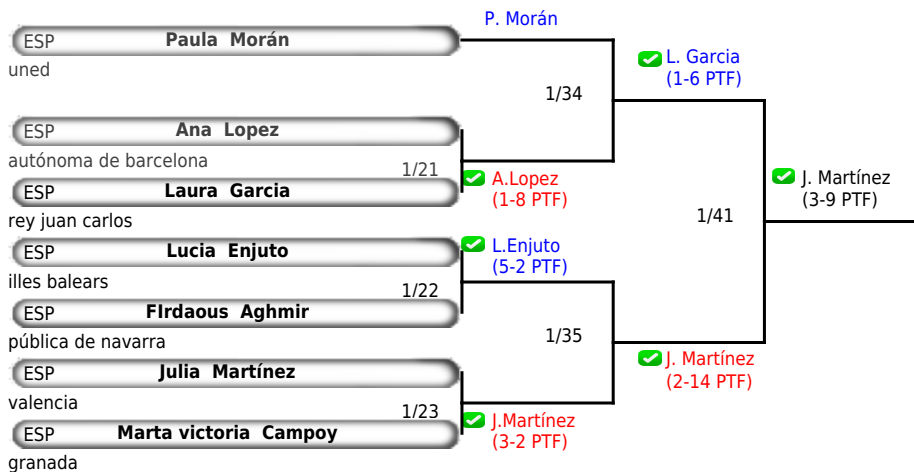 P. Morán
ESP Paula Morán
uned
L. Garcia
(1-6 PTF)
1/34
ESP Ana Lopez
autónoma de barcelona
1/21
A.Lopez
(1-8 PTF)
ESP Laura Garcia
rey juan carlos
J. Martínez
(3-9 PTF)
1/41
ESP Lucia Enjuto
L.Enjuto
(5-2 PTF)
illes balears
1/22
ESP FIrdaous Aghmir
pública de navarra
1/35
ESP Julia Martínez
J. Martínez
(2-14 PTF)
valencia
1/23
J.Martínez
(3-2 PTF)
ESP Marta victoria Campoy
granada